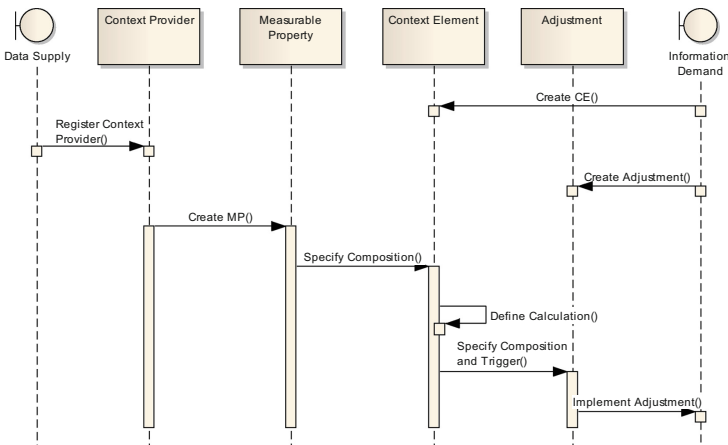 Data Supply
Context Provider
Measurable
Property
Context Element
Adjustment
Information
Demand
Create CE()
Register Context
Provider()
Create Adjustment()
Create MP()
Specify Composition()
Define Calculation()
Specify Composition
and Trigger()
Implement Adjustment()